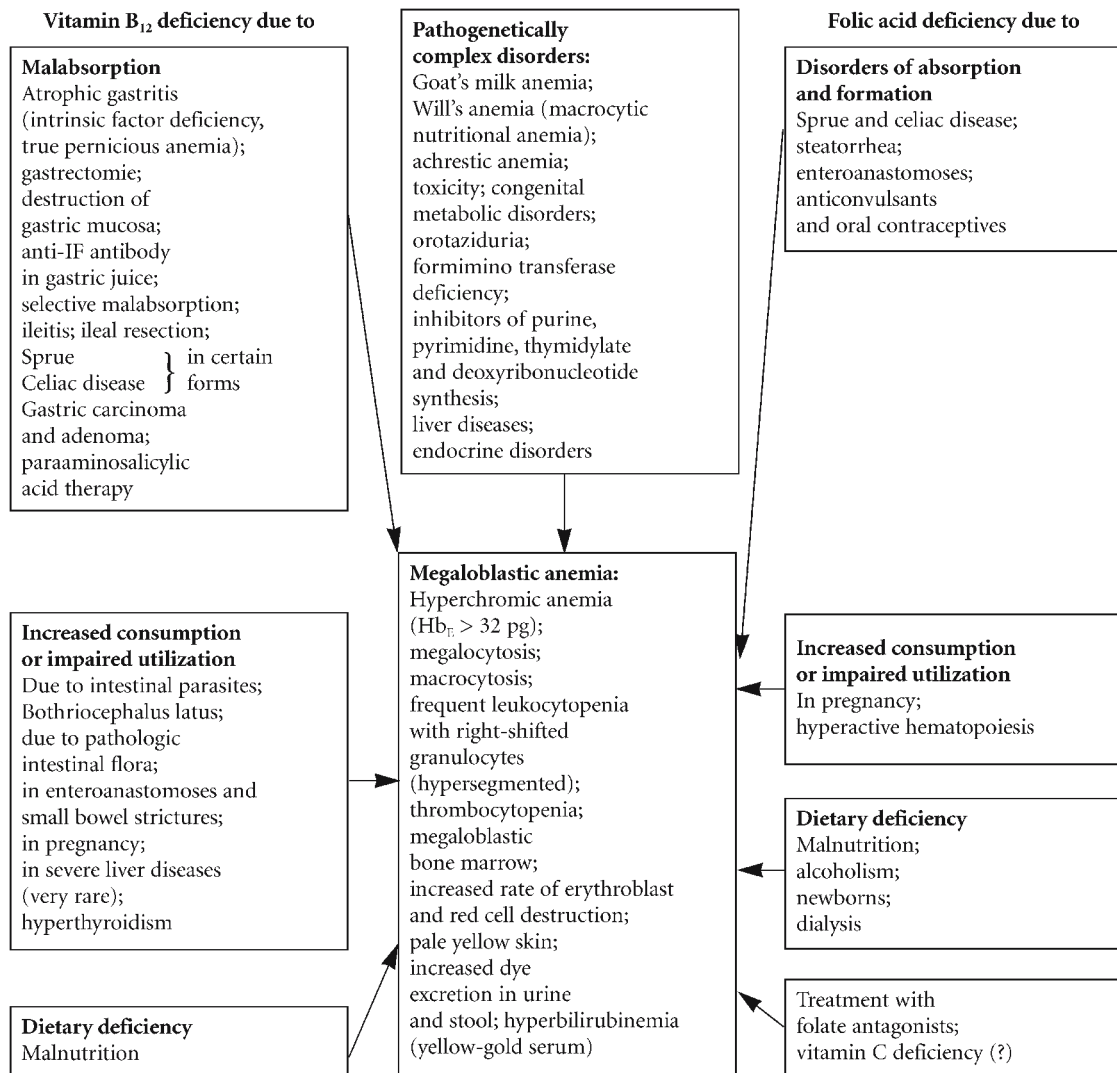 Vitamin B₁₂ deficiency due to
Malabsorption
Atrophic gastritis
(intrinsic factor deficiency,
true pernicious anemia);
gastrectomie;
destruction of
gastric mucosa;
anti-IF antibody
in gastric juice;
selective malabsorption;
ileitis; ileal resection;
Sprue } in certain
Celiac disease } forms
Gastric carcinoma
and adenoma;
paraaminosalicylic
acid therapy
Increased consumption
or impaired utilization
Due to intestinal parasites;
Bothriocephalus latus;
due to pathologic
intestinal flora;
in enteroanastomoses and
small bowel strictures;
in pregnancy;
in severe liver diseases
(very rare);
hyperthyroidism
Dietary deficiency
Malnutrition
Pathogenetically
complex disorders:
Goat's milk anemia;
Will's anemia (macrocytic
nutritional anemia);
achrestic anemia;
toxicity; congenital
metabolic disorders;
orotaziduria;
formimino transferase
deficiency;
inhibitors of purine,
pyrimidine, thymidylate
and deoxyribonucleotide
synthesis;
liver diseases;
endocrine disorders
Megaloblastic anemia:
Hyperchromic anemia
(Hb_E > 32 pg);
megalocytosis;
macrocytosis;
frequent leukocytopenia
with right-shifted
granulocytes
(hypersegmented);
thrombocytopenia;
megaloblastic
bone marrow;
increased rate of erythroblast
and red cell destruction;
pale yellow skin;
increased dye
excretion in urine
and stool; hyperbilirubinemia
(yellow-gold serum)
Folic acid deficiency due to
Disorders of absorption
and formation
Sprue and celiac disease;
steatorrhea;
enteroanastomoses;
anticonvulsants
and oral contraceptives
Increased consumption
or impaired utilization
In pregnancy;
hyperactive hematopoiesis
Dietary deficiency
Malnutrition;
alcoholism;
newborns;
dialysis
Treatment with
folate antagonists;
vitamin C deficiency (?)